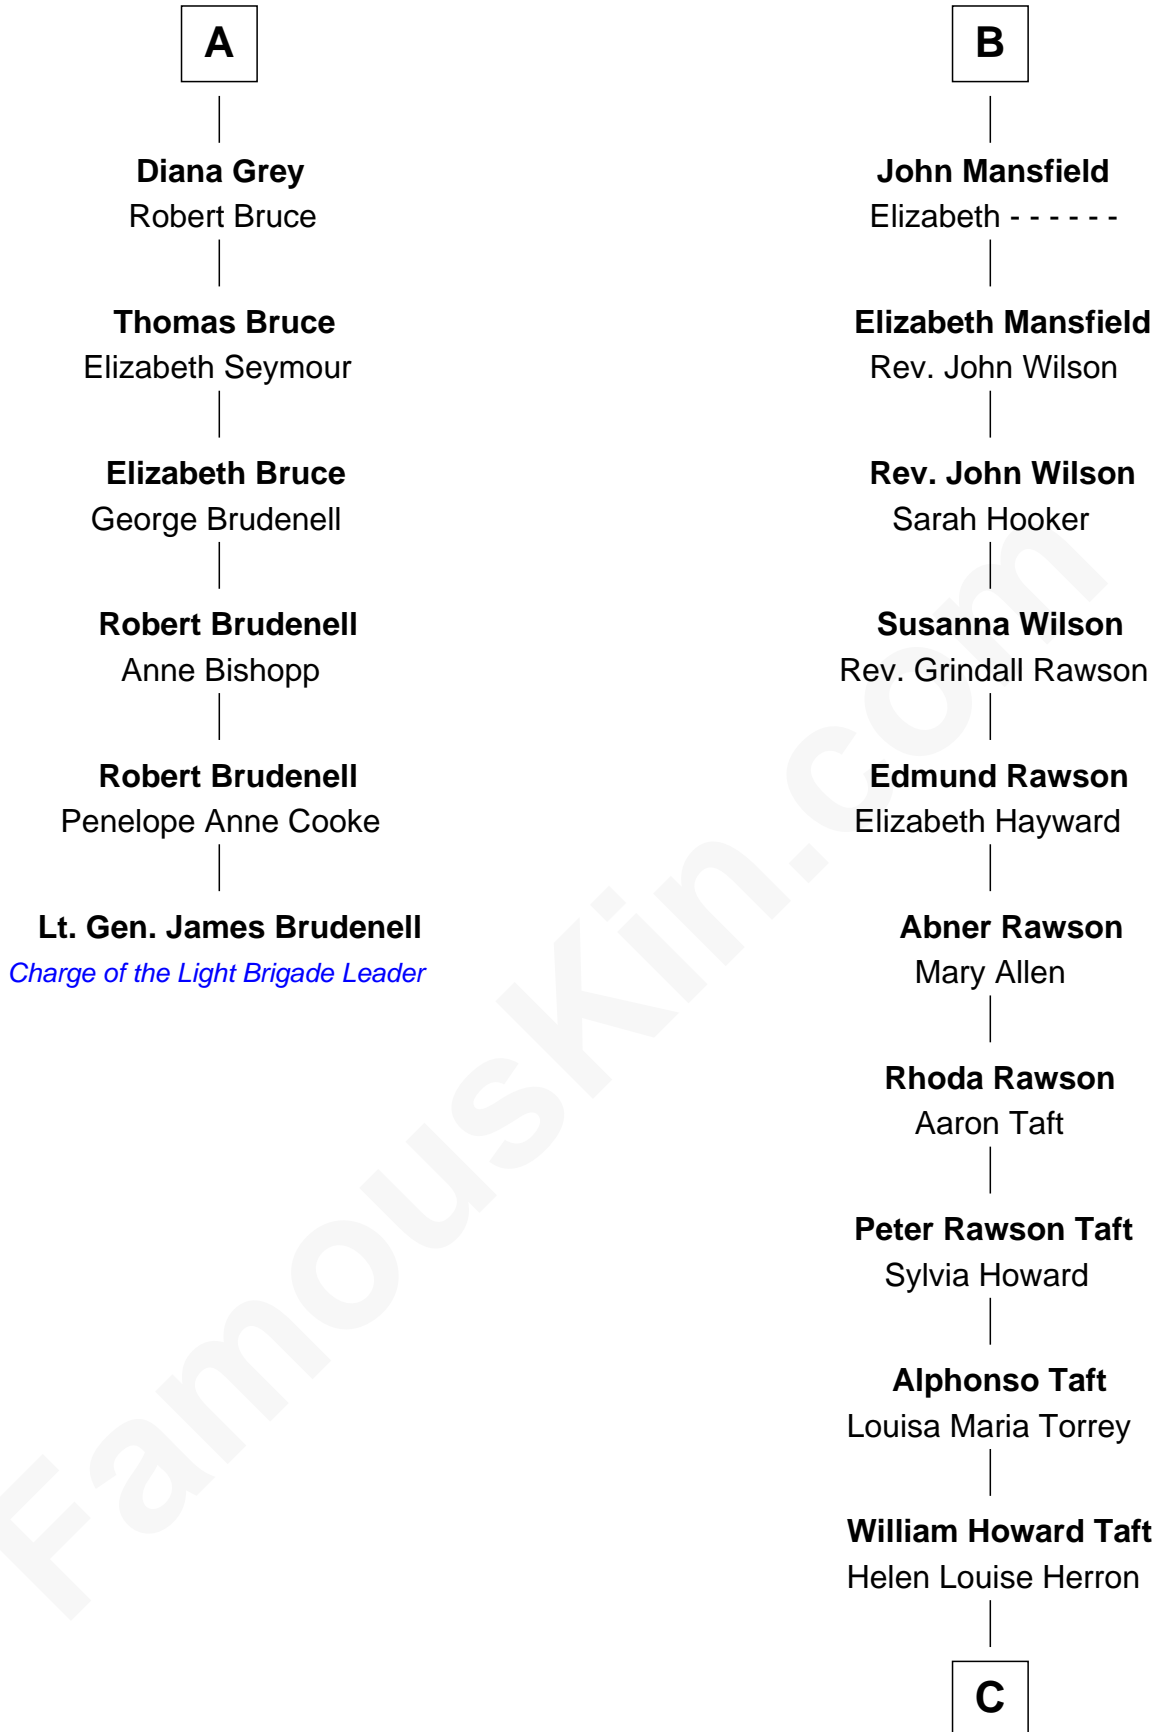 A
Diana Grey
Robert Bruce
Thomas Bruce
Elizabeth Seymour
Elizabeth Bruce
George Brudenell
Robert Brudenell
Anne Bishopp
Robert Brudenell
Penelope Anne Cooke
Lt. Gen. James Brudenell
Charge of the Light Brigade Leader
B
John Mansfield
Elizabeth - - - - - -
Elizabeth Mansfield
Rev. John Wilson
Rev. John Wilson
Sarah Hooker
Susanna Wilson
Rev. Grindall Rawson
Edmund Rawson
Elizabeth Hayward
Abner Rawson
Mary Allen
Rhoda Rawson
Aaron Taft
Peter Rawson Taft
Sylvia Howard
Alphonso Taft
Louisa Maria Torrey
William Howard Taft
Helen Louise Herron
C
FamousKin.com